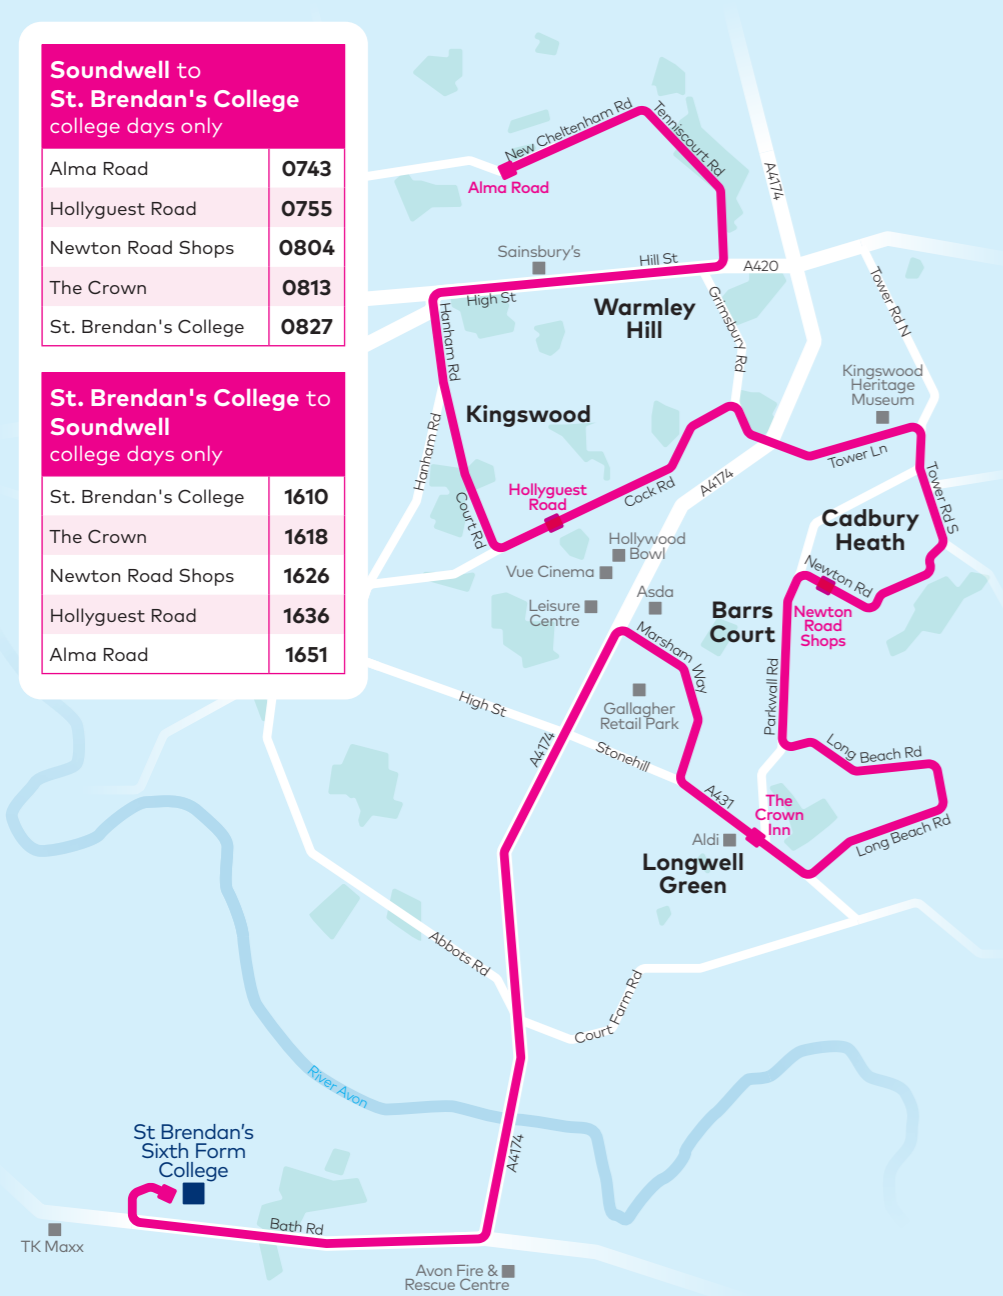 Soundwell to
St. Brendan's College
college days only
Alma Road 0743
Hollyguest Road 0755
Newton Road Shops 0804
The Crown 0813
St. Brendan's College 0827
St. Brendan's College to
Soundwell
college days only
St. Brendan's College 1610
The Crown 1618
Newton Road Shops 1626
Hollyguest Road 1636
Alma Road 1651
New Cheltenham Rd
Tenniscourt Rd
A4174
Alma Road
Sainsbury's
Hill St
A420
High St
Warmley
Hill
Grimsbury Rd
Tower Rd N
Hanham Rd
Kingswood
Heritage
Museum
Kingswood
Hanham Rd
Tower Ln
Hollyguest
Road
Cock Rd
A4174
Court Rd
Tower Rd S
Cadbury
Heath
Hollywood
Bowl
Vue Cinema
Newton Rd
Asda
Leisure
Centre
Barrs
Court
Newton
Road
Shops
Marsham Way
Parkwall Rd
High St
Gallagher
Retail Park
A4174
Stonehill
Long Beach Rd
A431
The
Crown
Inn
Aldi
Long Beach Rd
Longwell
Green
Abbots Rd
Court Farm Rd
River Avon
St Brendan's
Sixth Form
College
A4174
Bath Rd
TK Maxx
Avon Fire &
Rescue Centre